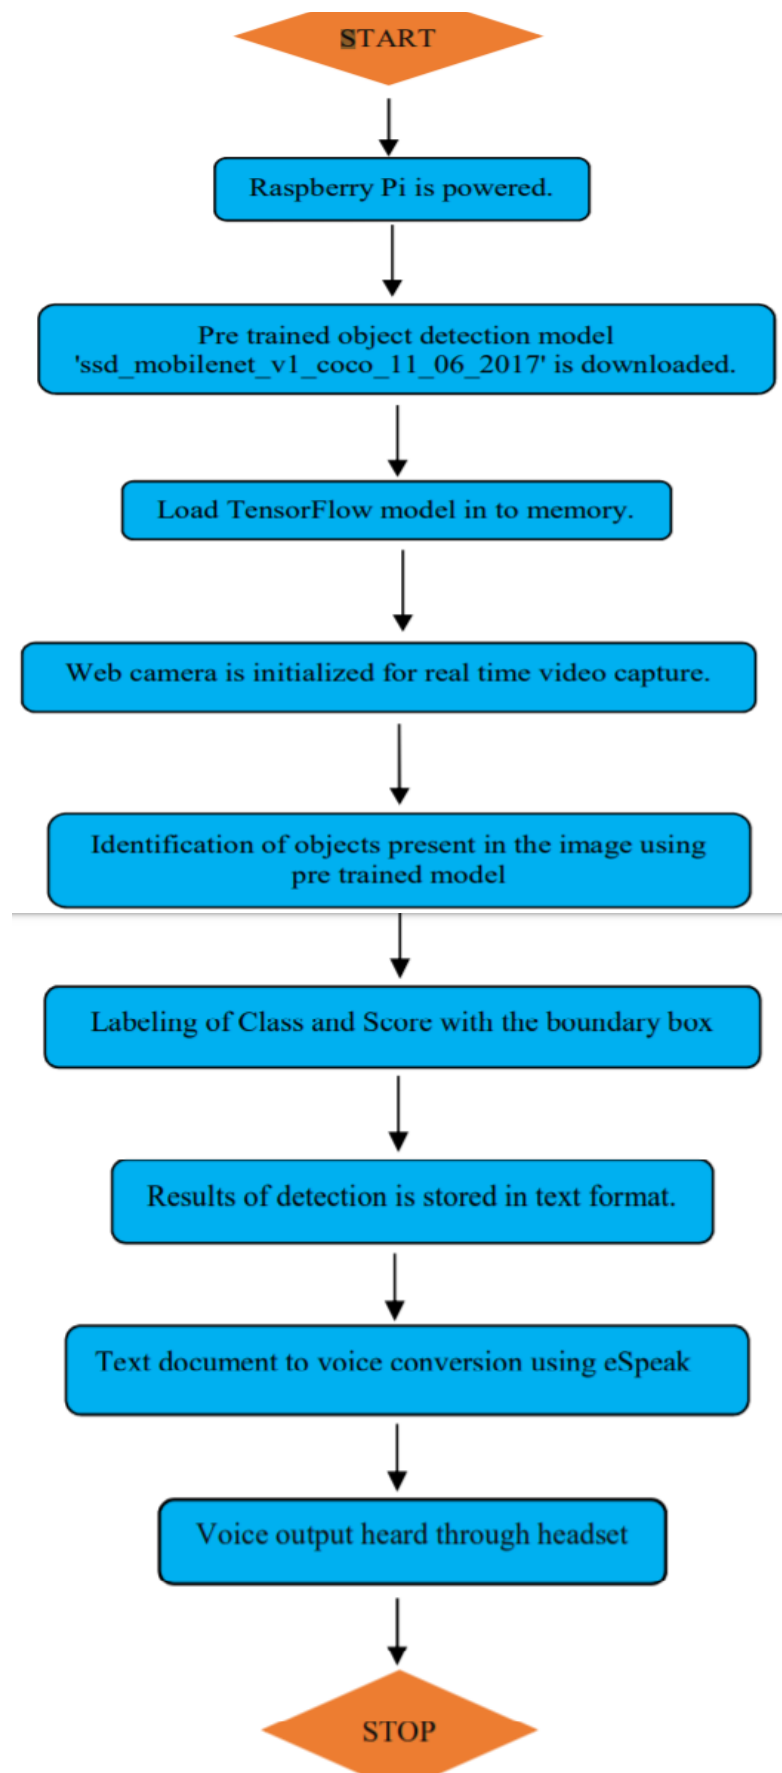 START
Raspberry Pi is powered.
Pre trained object detection model
'ssd_mobilenet_v1_coco_11_06_2017' is downloaded.
Load TensorFlow model in to memory.
Web camera is initialized for real time video capture.
Identification of objects present in the image using
pre trained model
Labeling of Class and Score with the boundary box
Results of detection is stored in text format.
Text document to voice conversion using eSpeak
Voice output heard through headset
STOP